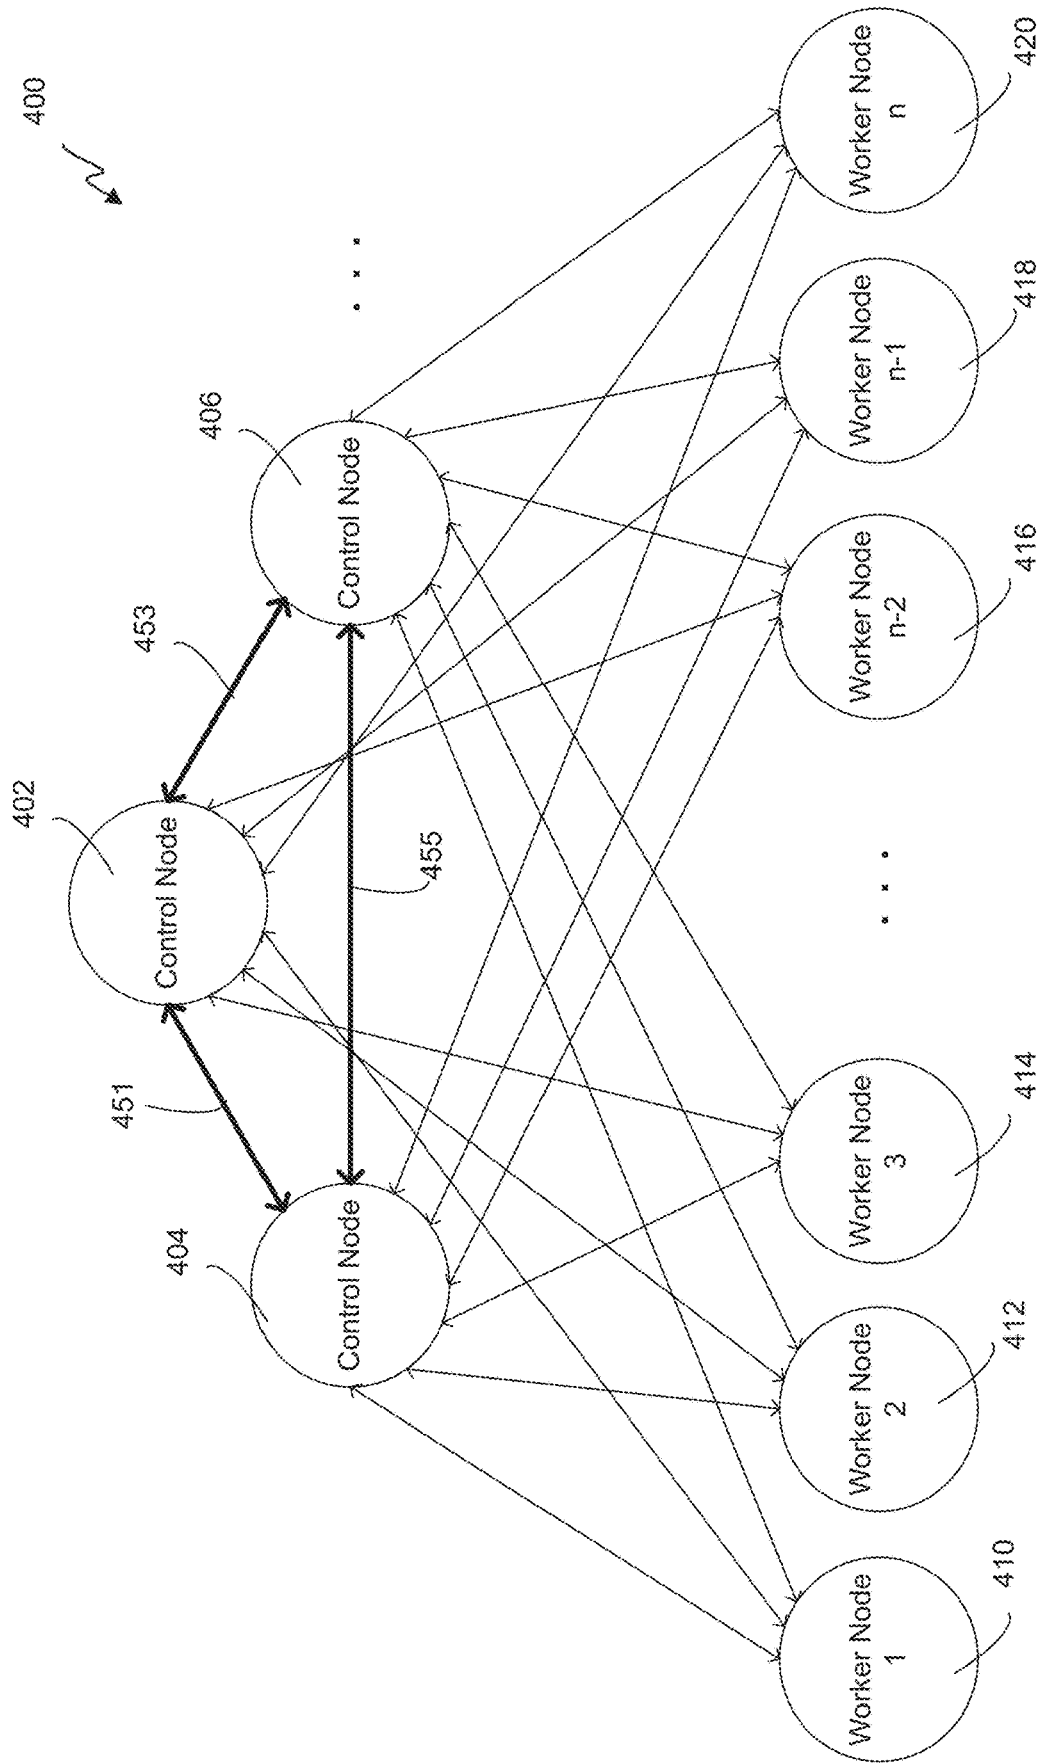 400
402
Control Node
451
453
404
Control Node
406
Control Node
455
. . .
Worker Node
1
410
Worker Node
2
412
Worker Node
3
414
. . .
Worker Node
n-2
416
Worker Node
n-1
418
Worker Node
n
420